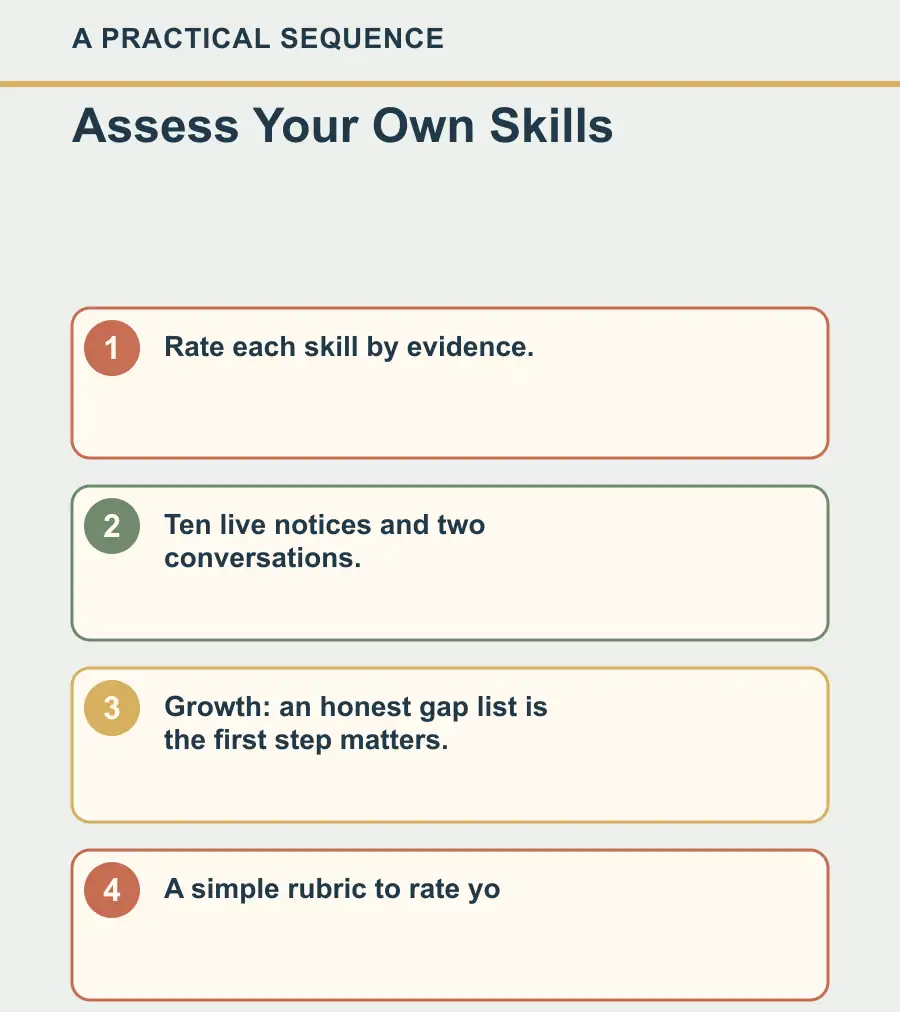 A PRACTICAL SEQUENCE
Assess Your Own Skills
1
Rate each skill by evidence.
2
Ten live notices and two
conversations.
3
Growth: an honest gap list is
the first step matters.
4
A simple rubric to rate yo